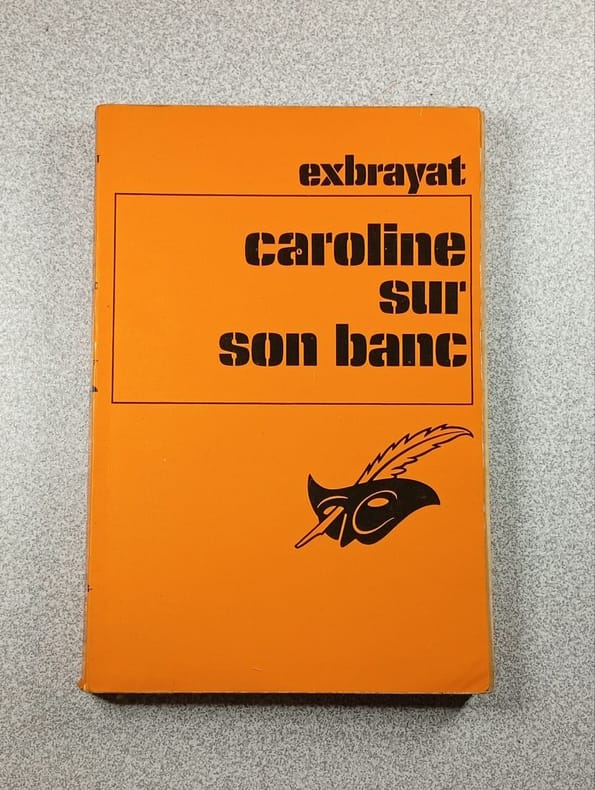 exbrayat
caroline
sur
son banc